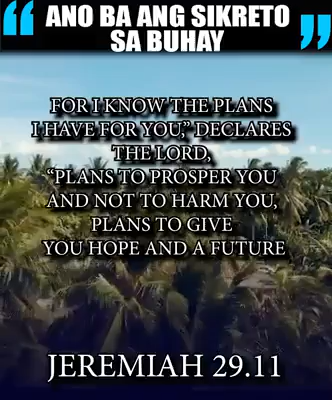 “ ANO BA ANG SIKRETO
SA BUHAY ”
FOR I KNOW THE PLANS
I HAVE FOR YOU,” DECLARES
THE LORD,
“PLANS TO PROSPER YOU
AND NOT TO HARM YOU,
PLANS TO GIVE
YOU HOPE AND A FUTURE
JEREMIAH 29.11